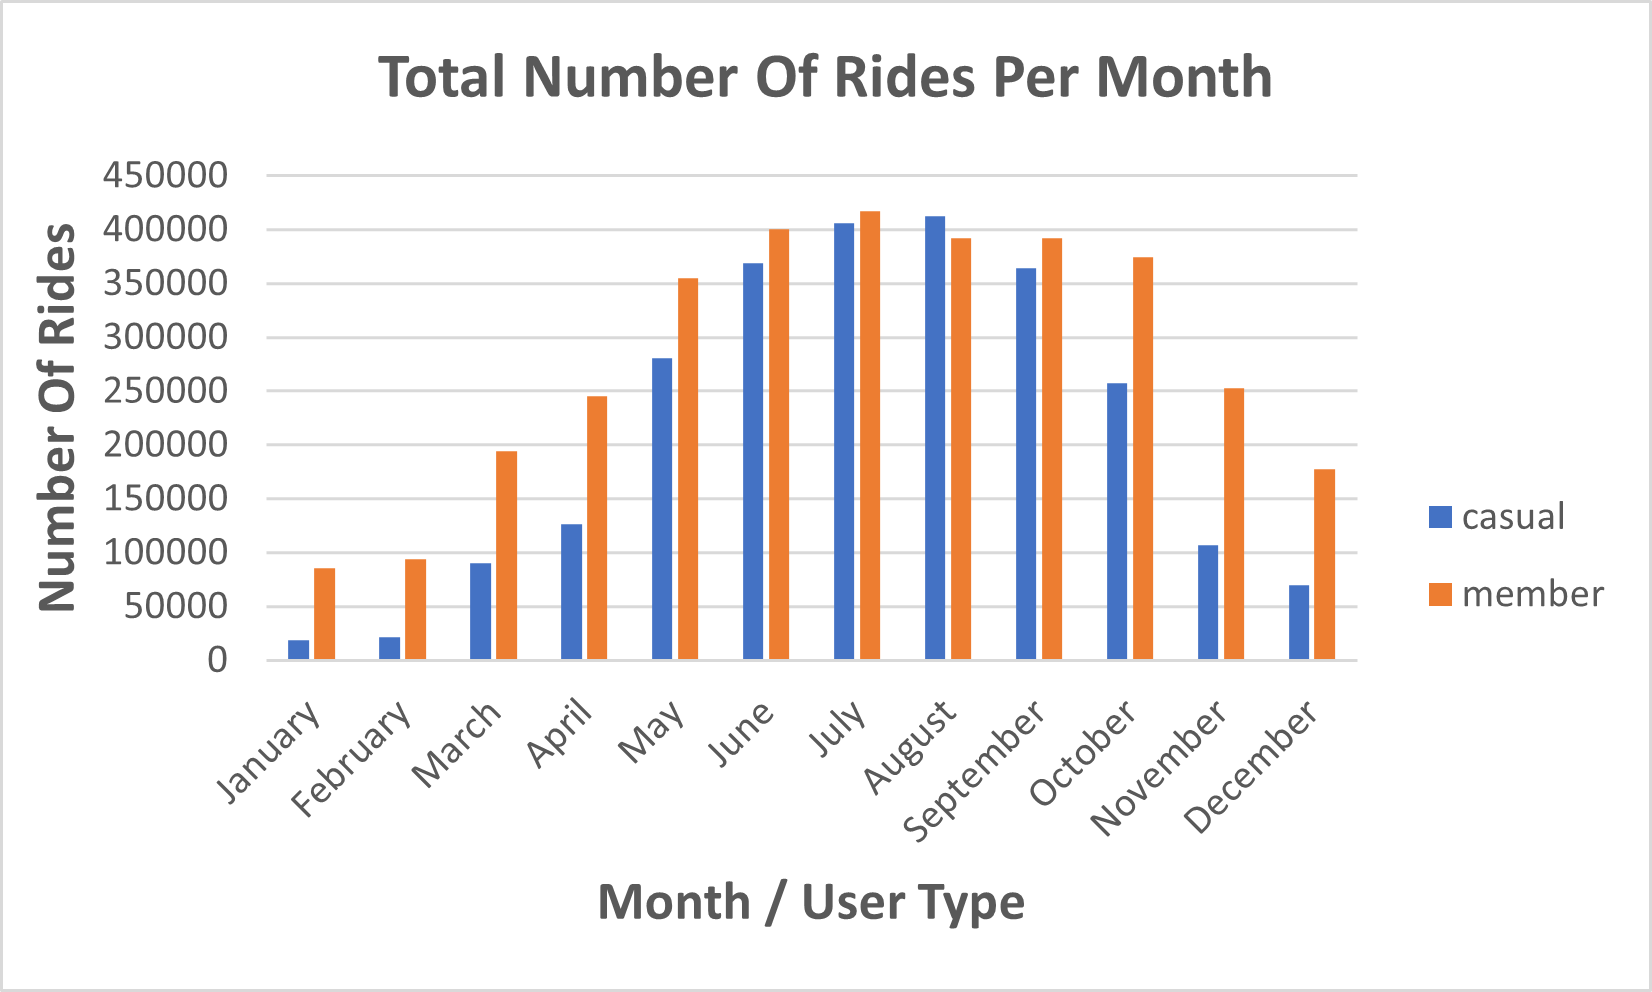 Total Number Of Rides Per Month
Number Of Rides
450000
400000
350000
300000
250000
200000
150000
100000
50000
0
January
February
March
April
May
June
July
August
September
October
November
December
Month / User Type
casual
member